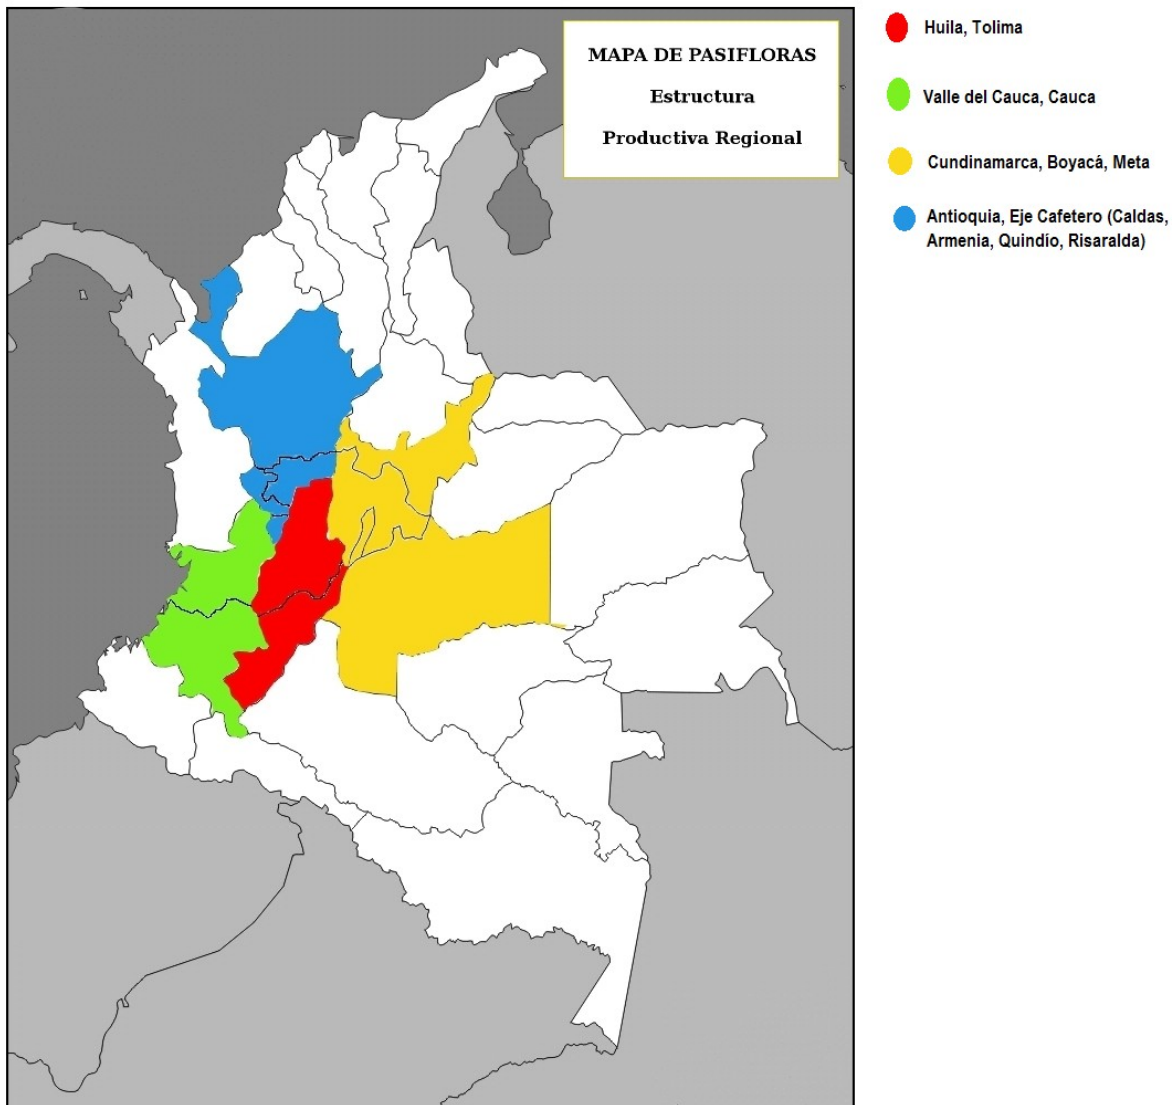 MAPA DE PASIFLORAS
Estructura
Productiva Regional
Huila, Tolima
Valle del Cauca, Cauca
Cundinamarca, Boyacá, Meta
Antioquia, Eje Cafetero (Caldas,
Armenia, Quindío, Risaralda)